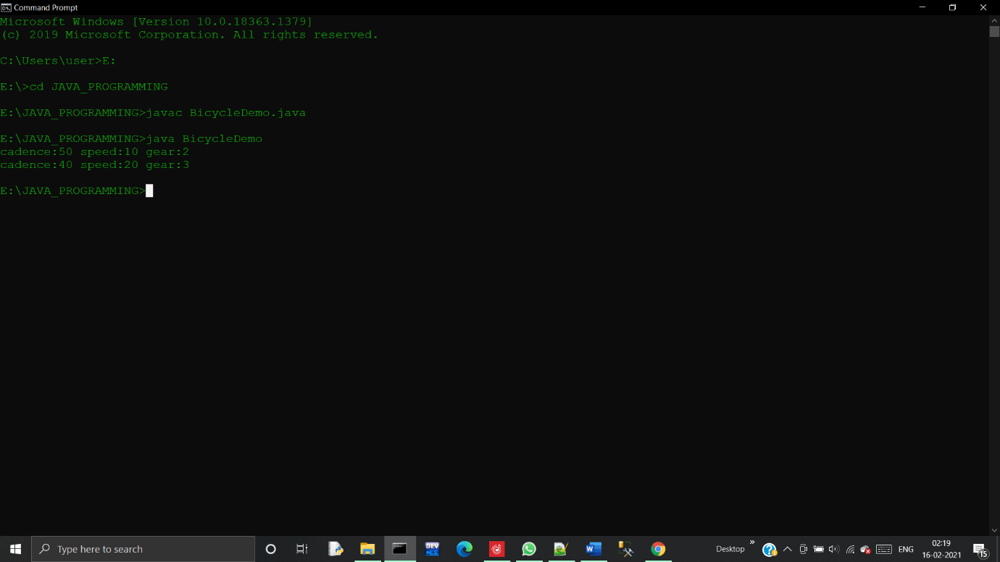 Command Prompt
Microsoft Windows [Version 10.0.18363.1379]
(c) 2019 Microsoft Corporation. All rights reserved.
C:\Users\user>E:
E:\>cd JAVA_PROGRAMMING
E:\JAVA_PROGRAMMING>javac BicycleDemo.java
E:\JAVA_PROGRAMMING>java BicycleDemo
cadence:50 speed:10 gear:2
cadence:40 speed:20 gear:3
E:\JAVA_PROGRAMMING>
Type here to search
DEV
W
Desktop
ENG
02:19
16-02-2021
15